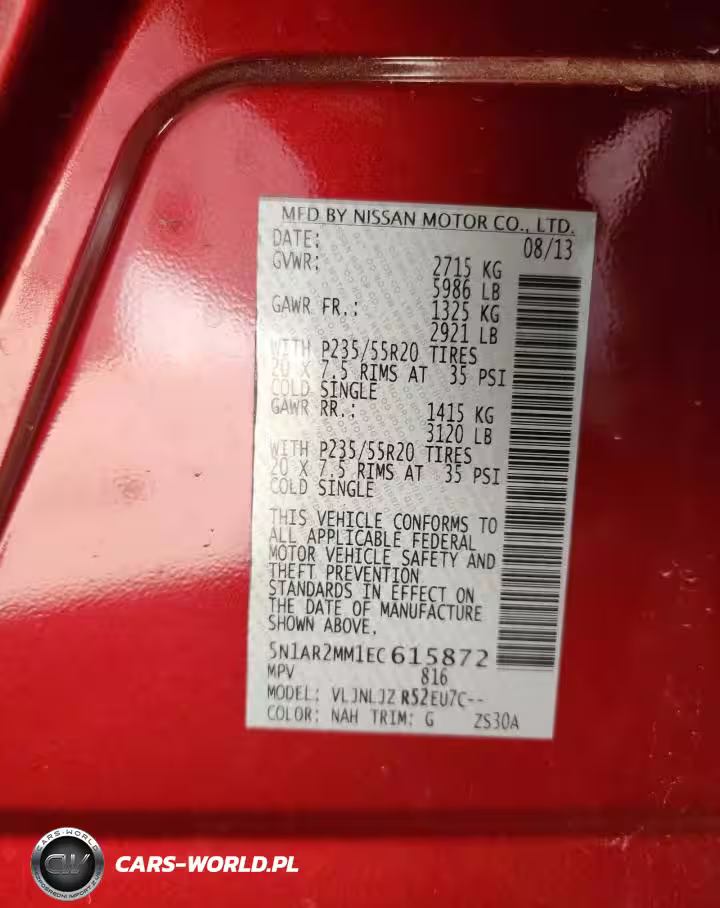 MFD BY NISSAN MOTOR CO., LTD.
DATE: 08/13
GVWR: 2715 KG
5986 LB
GAWR FR.: 1325 KG
2921 LB
WITH P235/55R20 TIRES
20 X 7.5 RIMS AT 35 PSI
COLD SINGLE
GAWR RR.: 1415 KG
3120 LB
WITH P235/55R20 TIRES
20 X 7.5 RIMS AT 35 PSI
COLD SINGLE
THIS VEHICLE CONFORMS TO
ALL APPLICABLE FEDERAL
MOTOR VEHICLE SAFETY AND
THEFT PREVENTION
STANDARDS IN EFFECT ON
THE DATE OF MANUFACTURE
SHOWN ABOVE.
5N1AR2MM1EC615872
MPV 816
MODEL: VLJNLJZ R52EU7C--
COLOR: NAH TRIM: G ZS30A
CARS-WORLD
CW
CARS-WORLD.PL